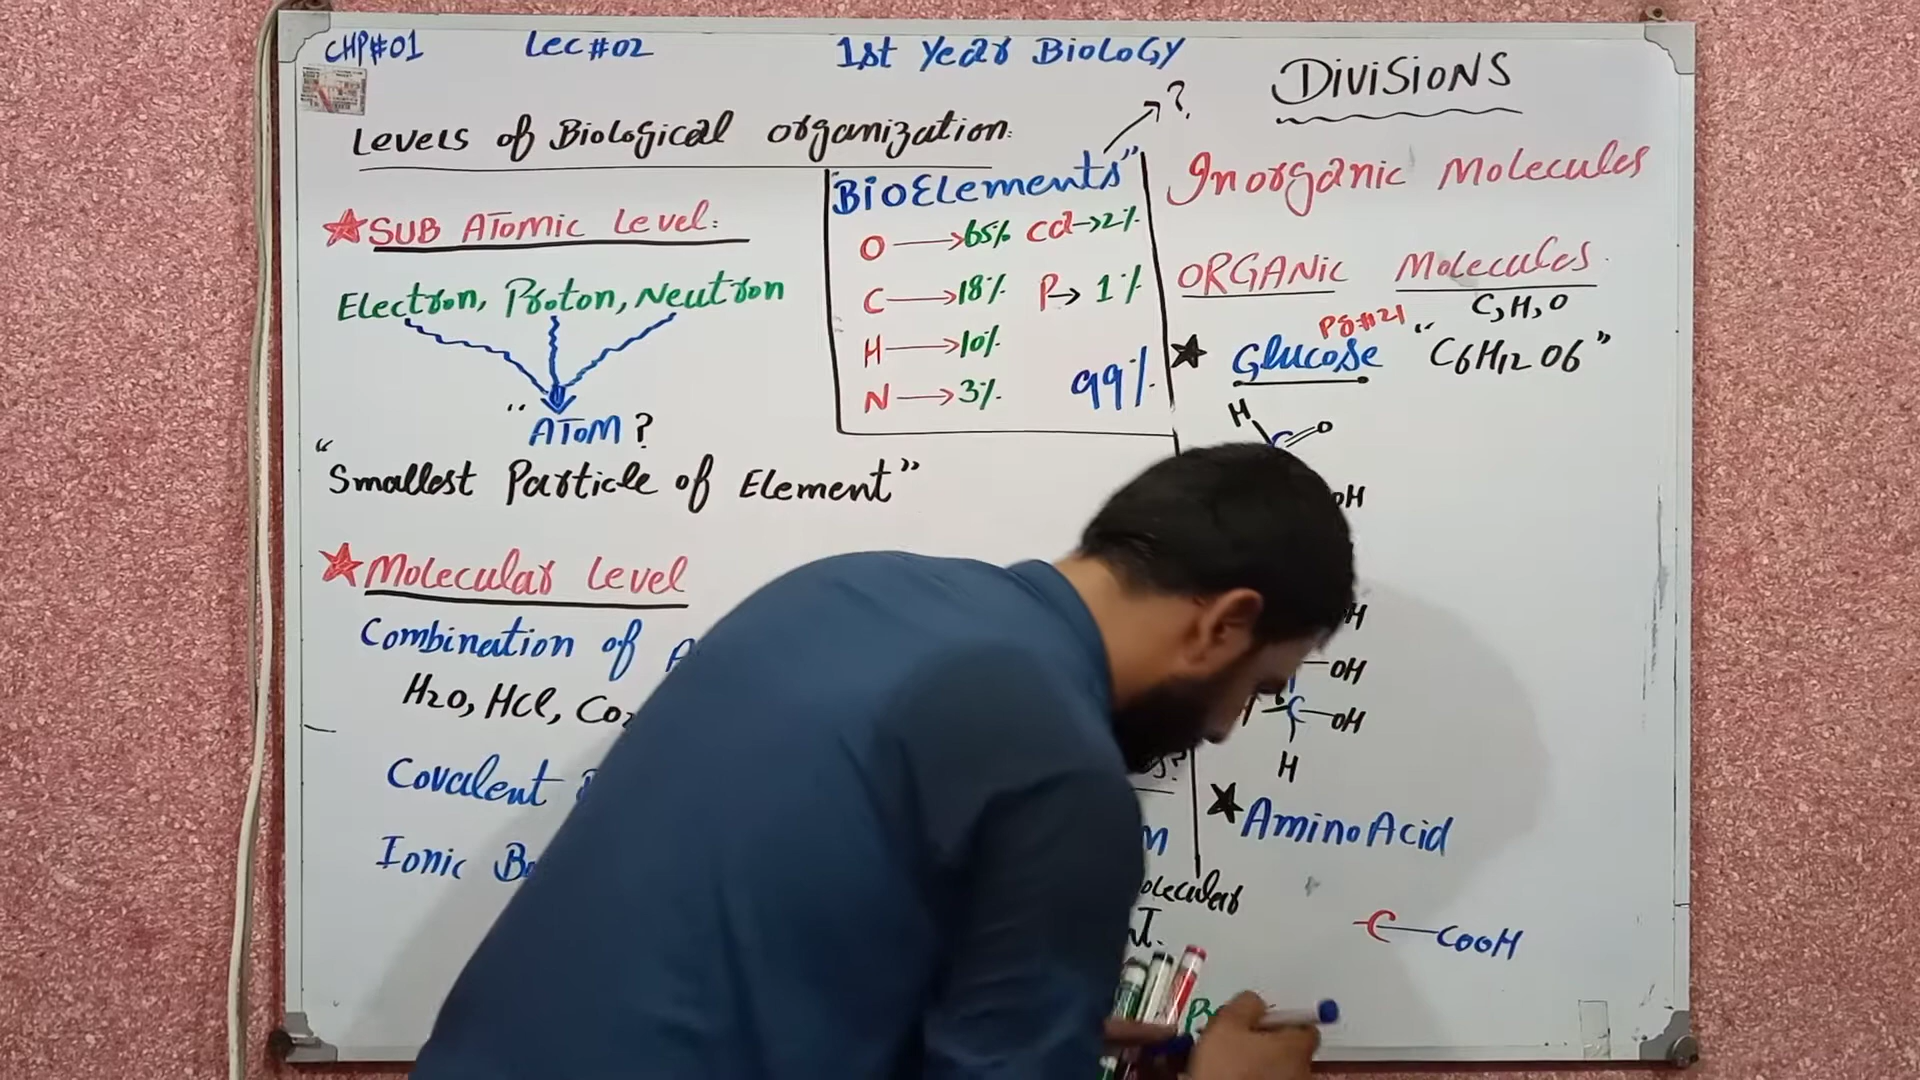 CHP#01 Lec#02 1st Year BioLoGY
Levels of Biological organization:
SUB ATomic Level:
Electron, Proton, Neutron
"ATOM?
"Smallest Particle of Element"
Molecular Level
Combination of
H2O, HCl, Co2
Covalent
Ionic
BioElements" ?
O 65% Ca 2%
C 18% P 1%
H 10%
N 3% 99%
DiViSiONS
Inorganic Molecules
ORGANiC Molecules
C, H, O
Pg#21
Glucose "C6H12O6"
H
C O
OH
OH
C OH
H
Amino Acid
C COOH